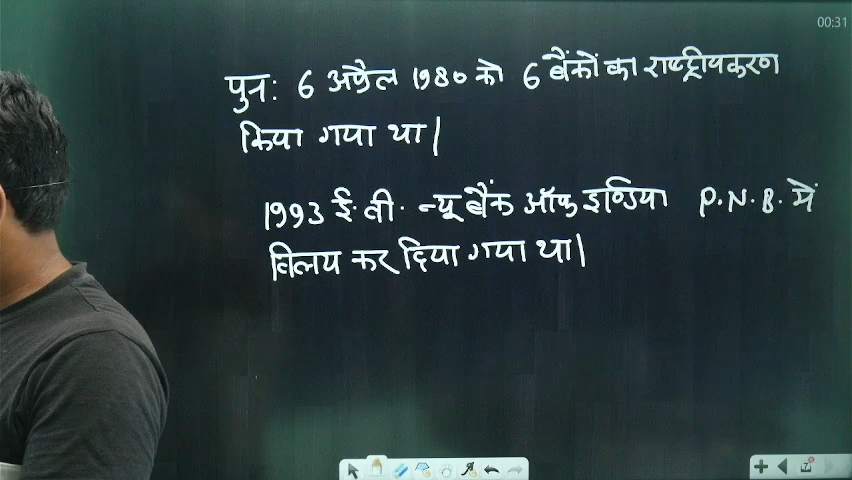 00:31
पुन: 6 अप्रैल 1980 को 6 बैंकों का राष्ट्रीयकरण
किया गया था|
1993 ई. वी. न्यू बैंक ऑफ इण्डिया P.N.B. में
विलय कर दिया गया था|